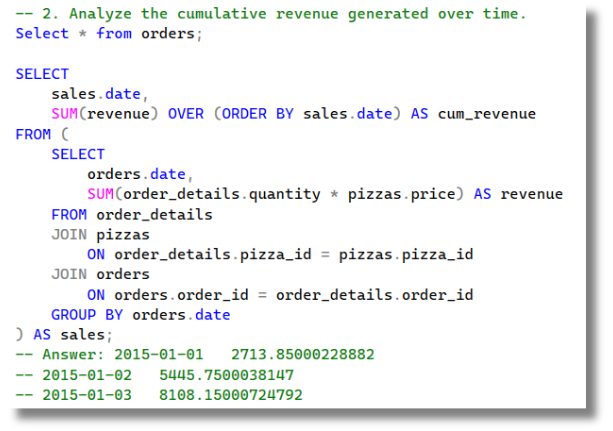 -- 2. Analyze the cumulative revenue generated over time.
Select * from orders;
SELECT
sales.date,
SUM(revenue) OVER (ORDER BY sales.date) AS cum_revenue
FROM (
SELECT
orders.date,
SUM(order_details.quantity * pizzas.price) AS revenue
FROM order_details
JOIN pizzas
ON order_details.pizza_id = pizzas.pizza_id
JOIN orders
ON orders.order_id = order_details.order_id
GROUP BY orders.date
) AS sales;
-- Answer: 2015-01-01 2713.85000228882
-- 2015-01-02 5445.7500038147
-- 2015-01-03 8108.15000724792